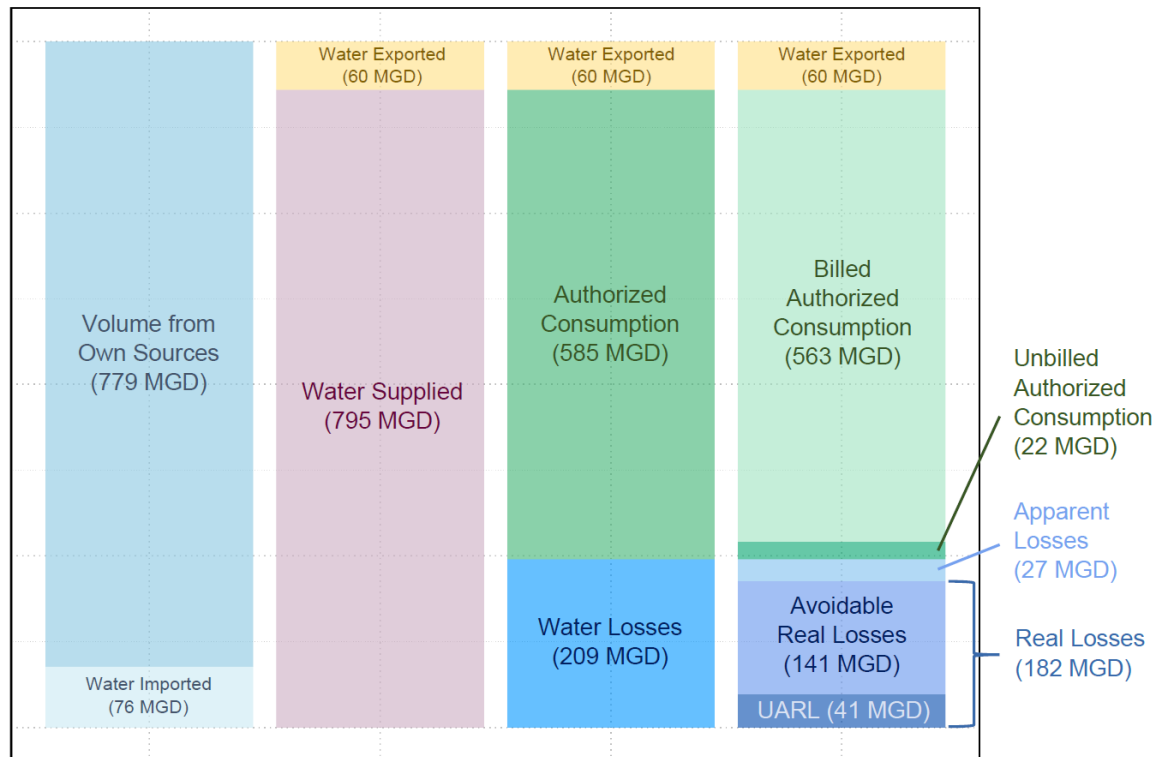 Volume from
Own Sources
(779 MGD)
Water Imported
(76 MGD)
Water Exported
(60 MGD)
Water Supplied
(795 MGD)
Water Exported
(60 MGD)
Authorized
Consumption
(585 MGD)
Water Losses
(209 MGD)
Water Exported
(60 MGD)
Billed
Authorized
Consumption
(563 MGD)
Avoidable
Real Losses
(141 MGD)
UARL (41 MGD)
Unbilled
Authorized
Consumption
(22 MGD)
Apparent
Losses
(27 MGD)
Real Losses
(182 MGD)